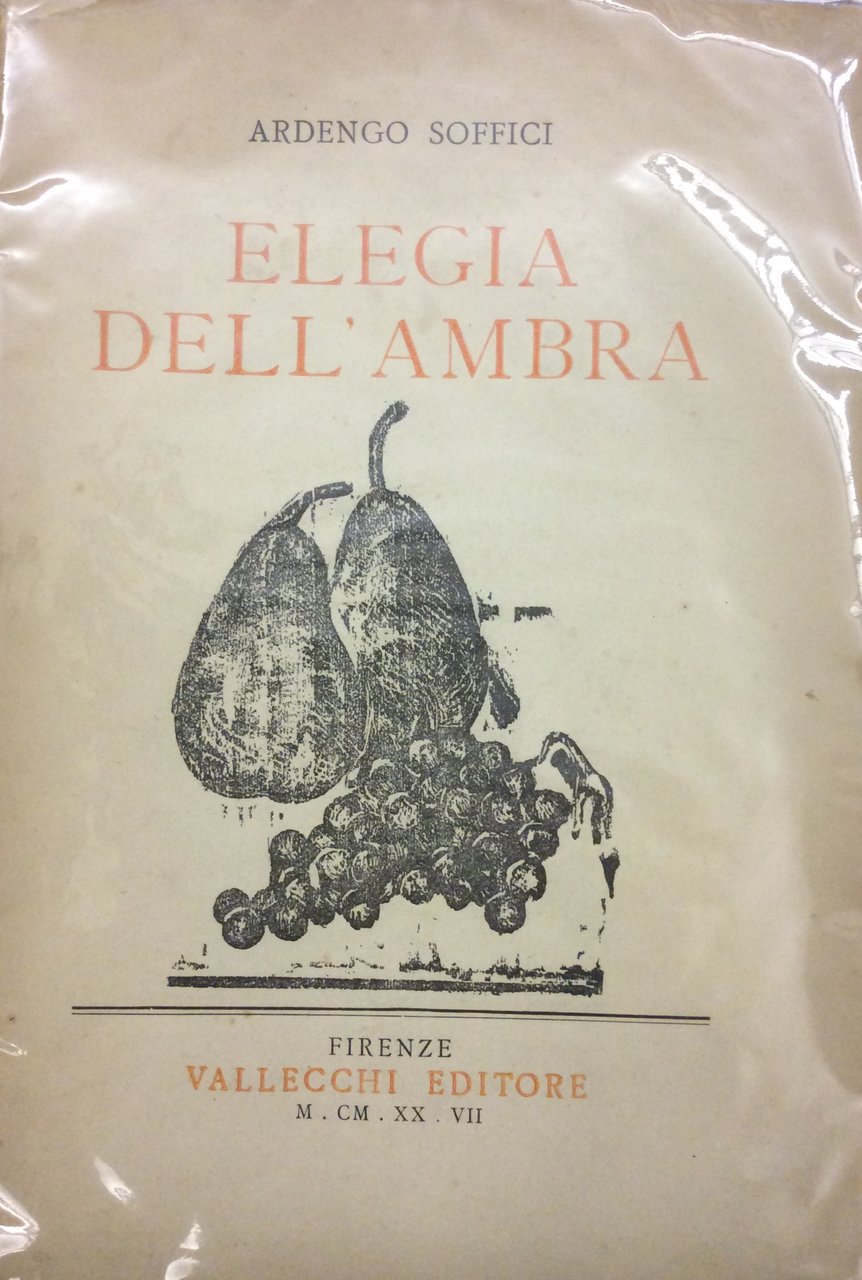 ARDENGO SOFFICI
ELEGIA
DELL'AMBRA
FIRENZE
VALLECCHI EDITORE
M . CM . XX . VII